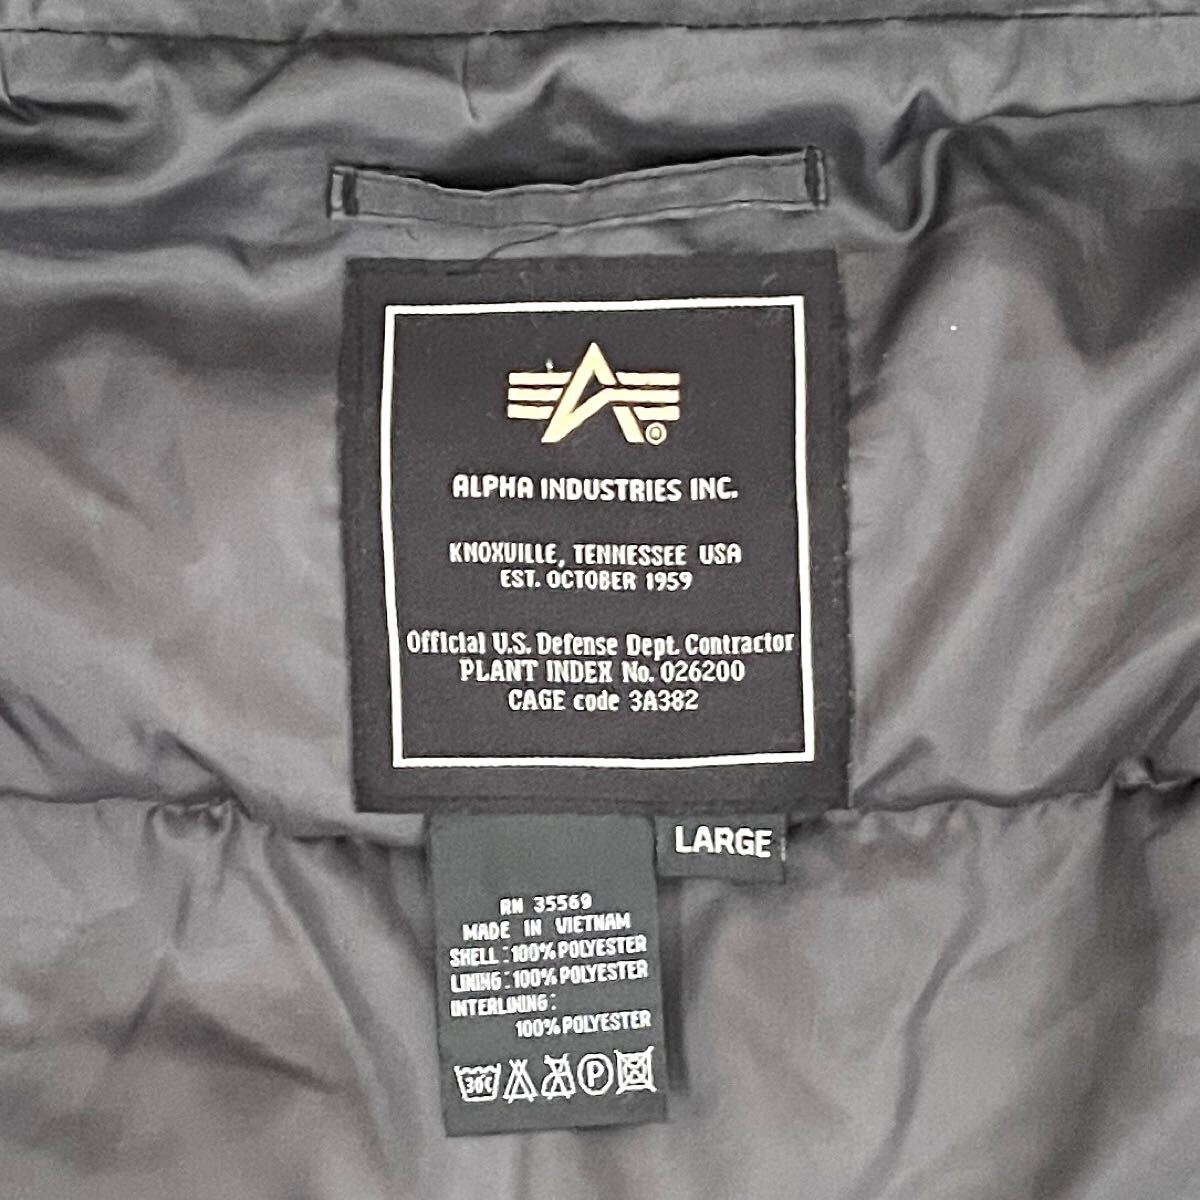 ALPHA INDUSTRIES INC.
KNOXVILLE, TENNESSEE USA
EST. OCTOBER 1959
Official U.S. Defense Dept. Contractor
PLANT INDEX No. 026200
CAGE code 3A382
LARGE
RN 35569
MADE IN VIETNAM
SHELL : 100% POLYESTER
LINING : 100% POLYESTER
INTERLINING :
100% POLYESTER
30C
P